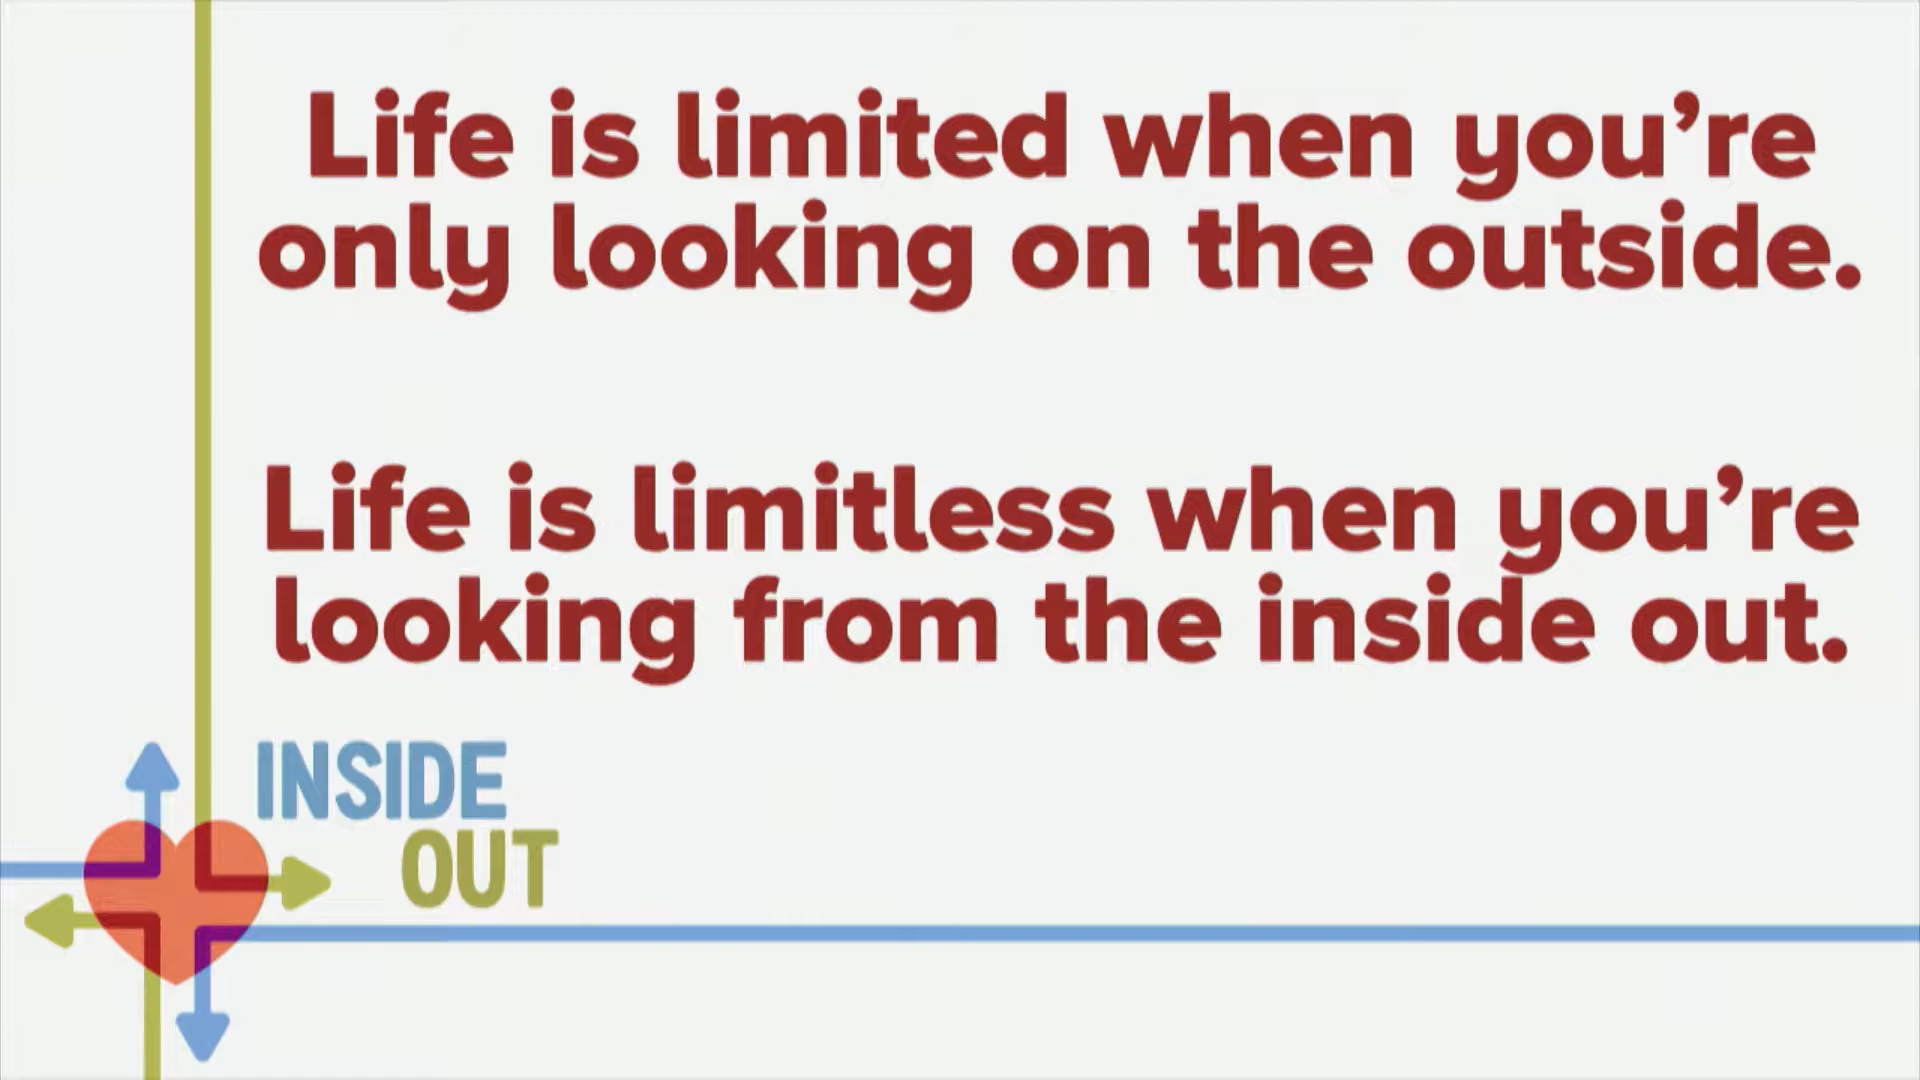 Life is limited when you’re
only looking on the outside.
Life is limitless when you’re
looking from the inside out.
INSIDE
OUT